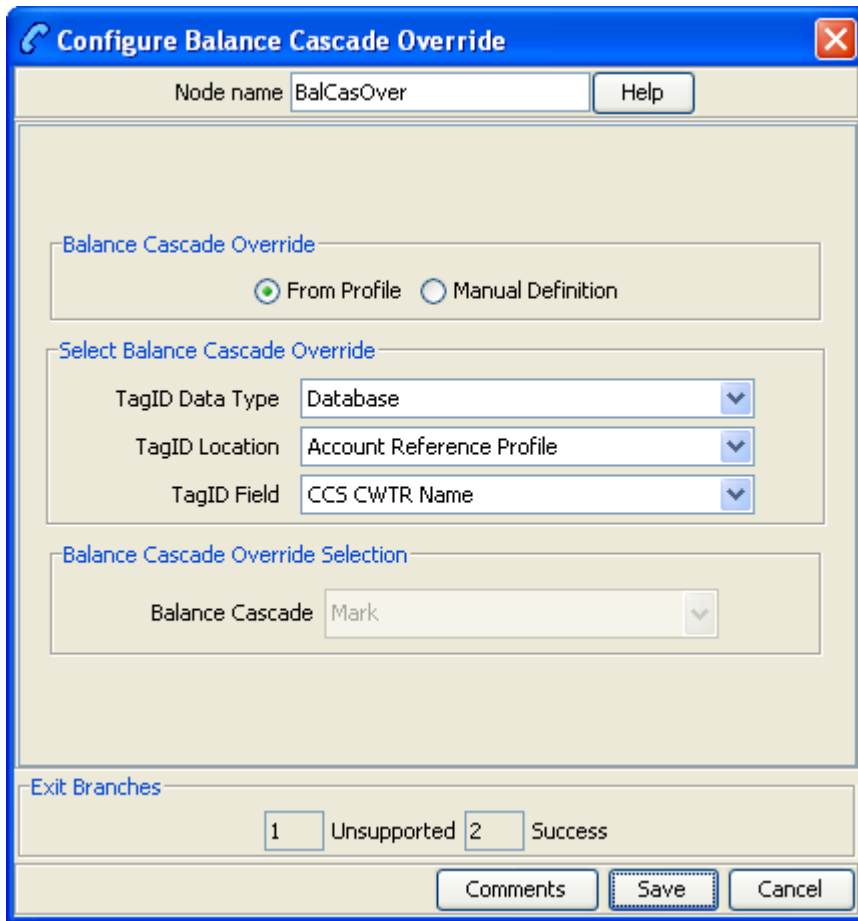 Configure Balance Cascade Override
Node name BalCasOver Help
Balance Cascade Override
From Profile Manual Definition
Select Balance Cascade Override
TagID Data Type Database
TagID Location Account Reference Profile
TagID Field CCS CWTR Name
Balance Cascade Override Selection
Balance Cascade Mark
Exit Branches
1 Unsupported 2 Success
Comments Save Cancel